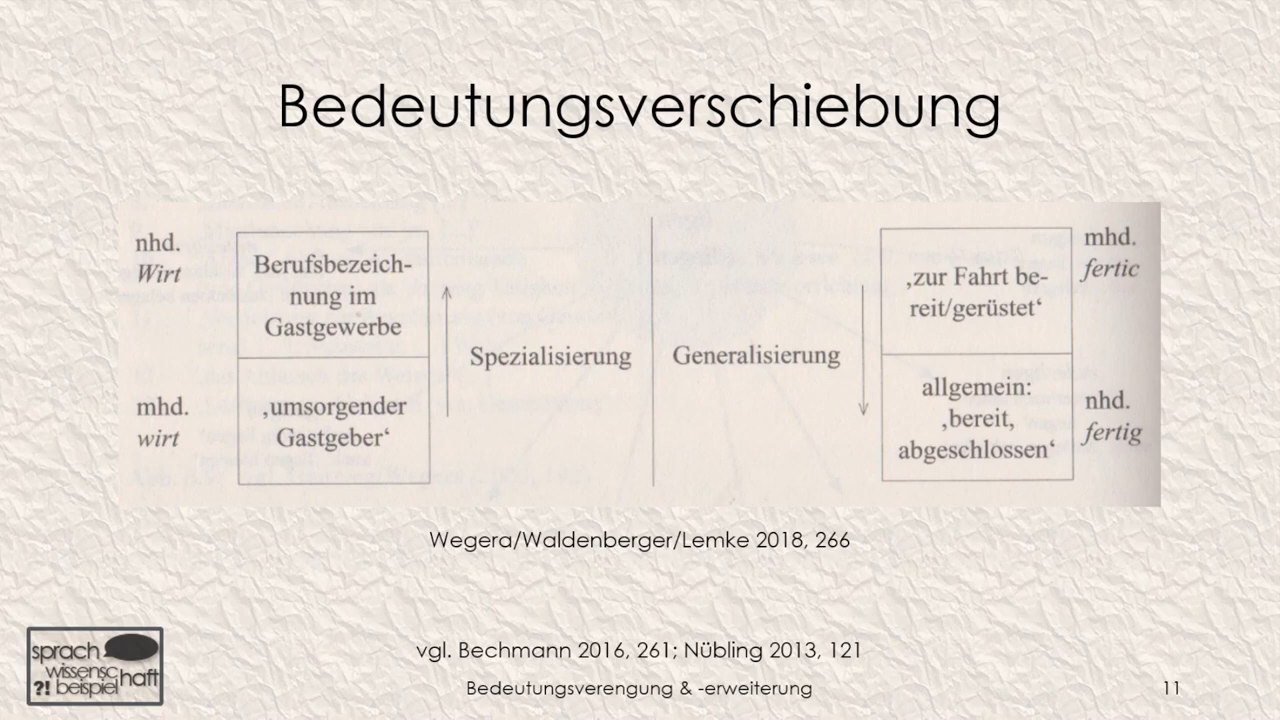 Bedeutungsverschiebung
nhd.
Wirt
Berufsbezeich-
nung im
Gastgewerbe
mhd.
wirt
‚umsorgender
Gastgeber‘
Spezialisierung
Generalisierung
‚zur Fahrt be-
reit/gerüstet‘
mhd.
fertic
allgemein:
‚bereit,
abgeschlossen‘
nhd.
fertig
Wegera/Waldenberger/Lemke 2018, 266
vgl. Bechmann 2016, 261; Nübling 2013, 121
sprach
wissensc
haft
?! beispiel
Bedeutungsverengung & -erweiterung
11